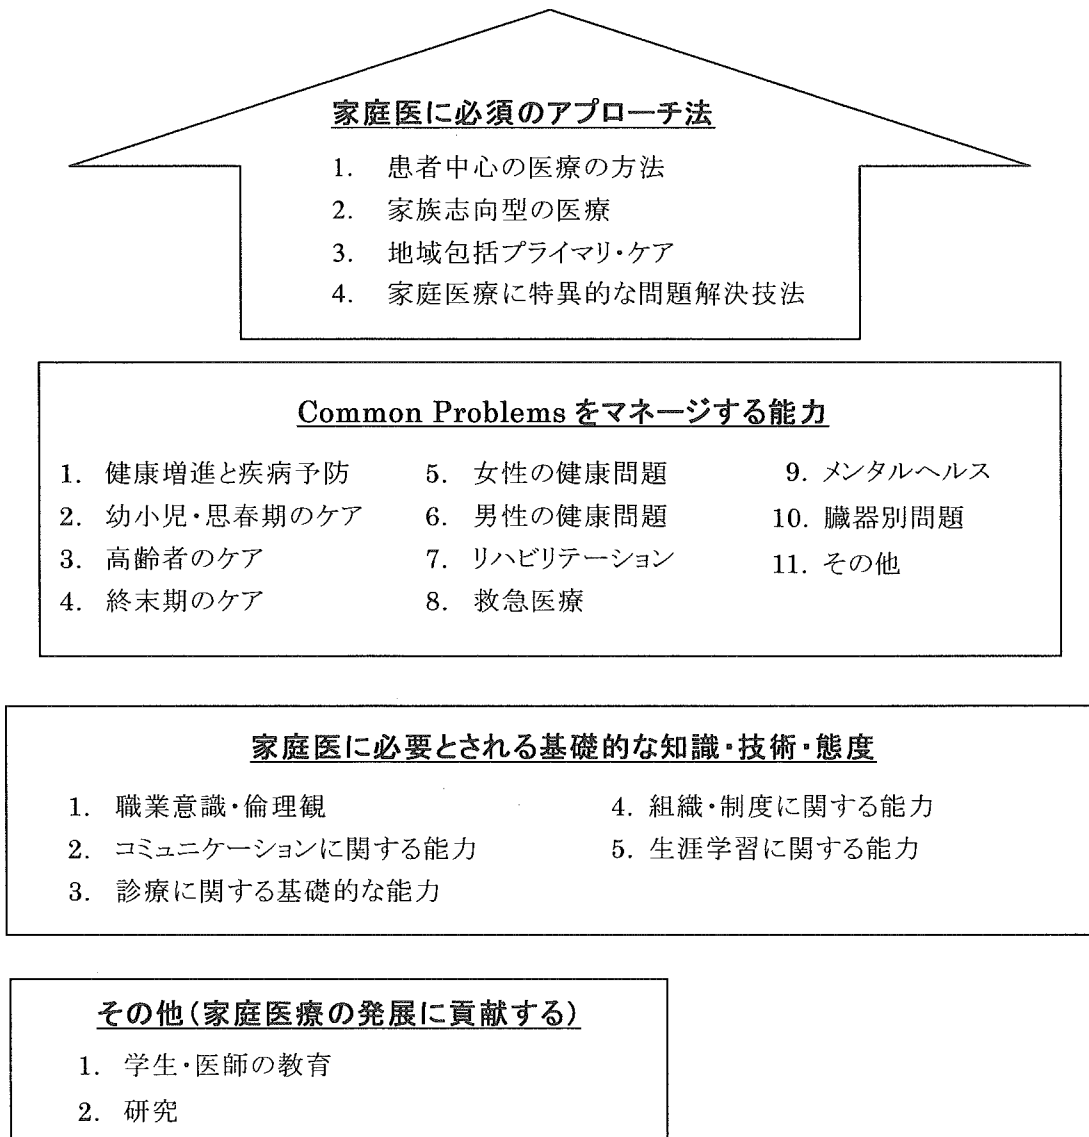 家庭医に必須のアプローチ法
1. 患者中心の医療の方法
2. 家族志向型の医療
3. 地域包括プライマリ・ケア
4. 家庭医療に特異的な問題解決技法
Common Problems をマネージする能力
1. 健康増進と疾病予防
2. 幼小児・思春期のケア
3. 高齢者のケア
4. 終末期のケア
5. 女性の健康問題
6. 男性の健康問題
7. リハビリテーション
8. 救急医療
9. メンタルヘルス
10. 臓器別問題
11. その他
家庭医に必要とされる基礎的な知識・技術・態度
1. 職業意識・倫理観
2. コミュニケーションに関する能力
3. 診療に関する基礎的な能力
4. 組織・制度に関する能力
5. 生涯学習に関する能力
その他(家庭医療の発展に貢献する)
1. 学生・医師の教育
2. 研究